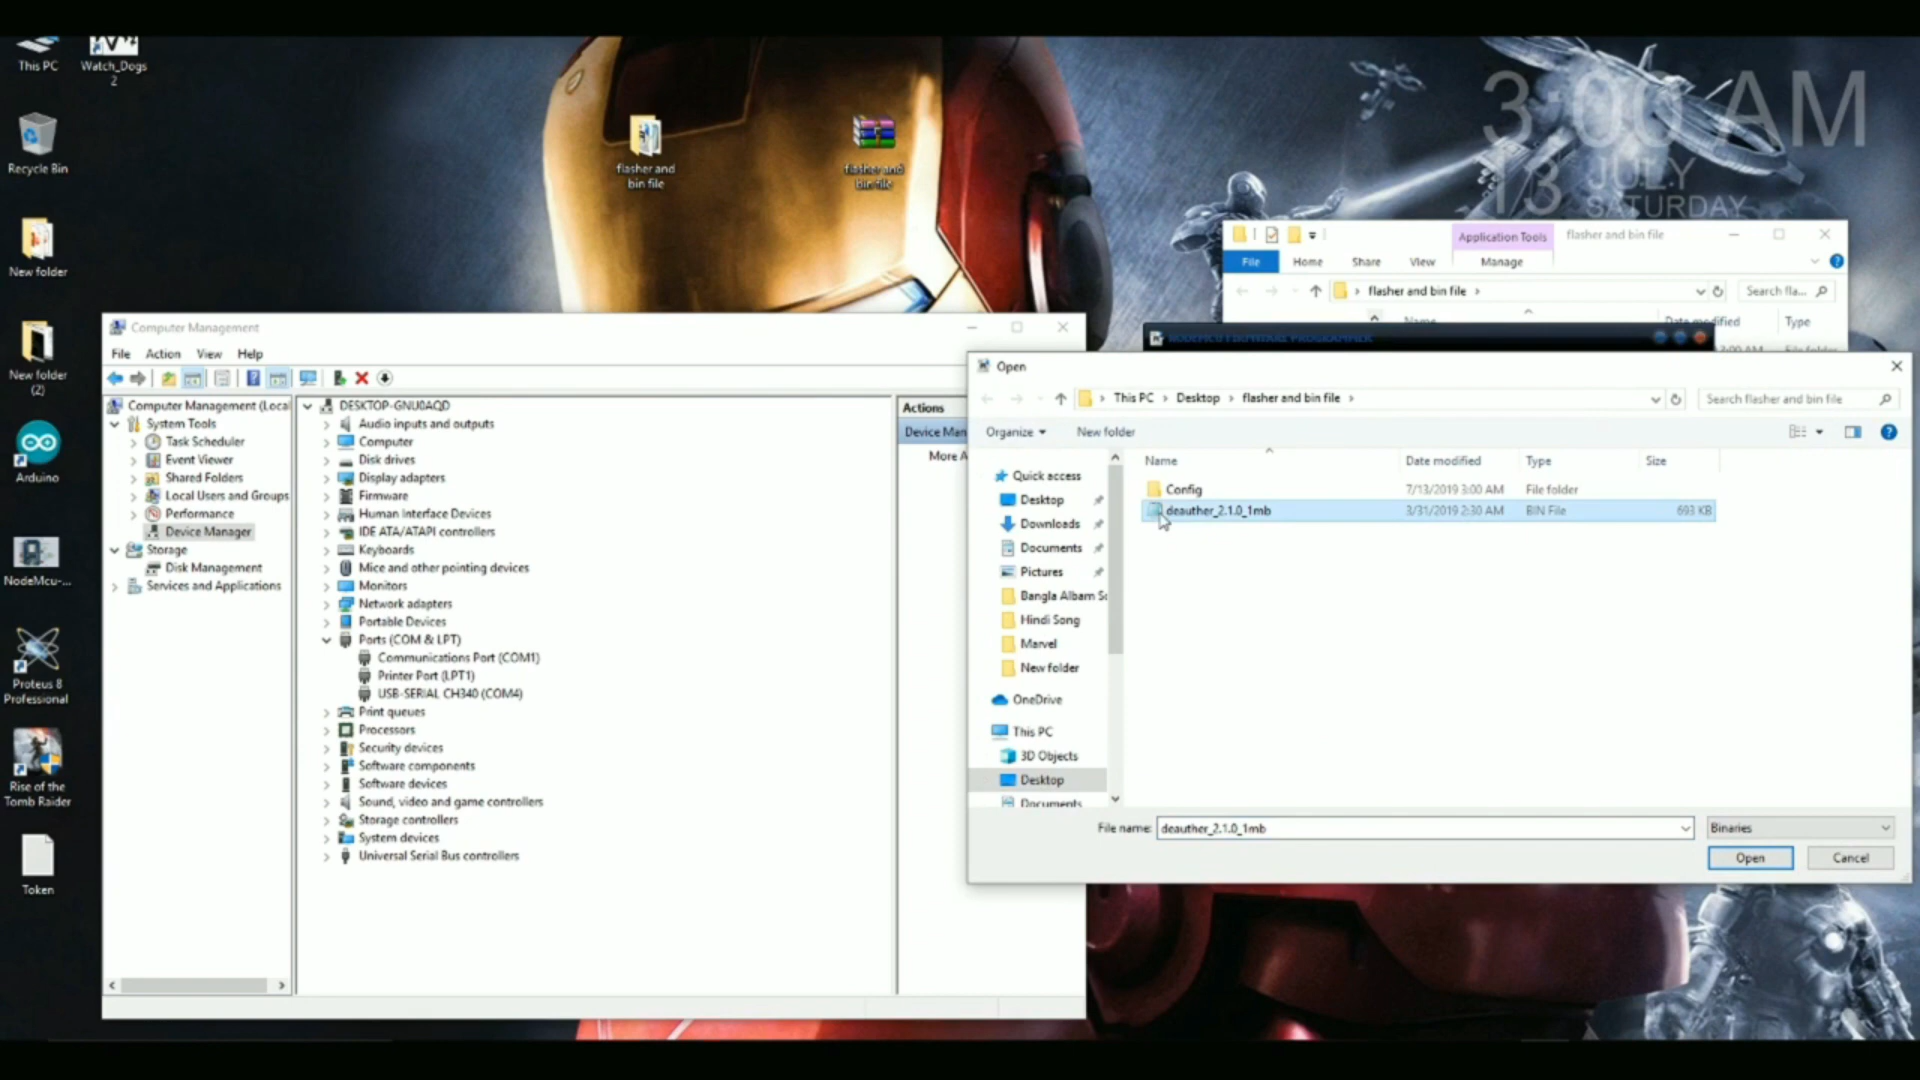 This PC
Watch_Dogs
2
Recycle Bin
New folder
New folder
(2)
Arduino
NodeMcu-...
Proteus 8
Professional
Rise of the
Tomb Raider
Token
flasher and
bin file
flasher and
bin file
3:00 AM
13
JULY
SATURDAY
Application Tools
flasher and bin file
File
Home
Share
View
Manage
flasher and bin file
Search fla...
Name
Date modified
Type
NODEMCU FIRMWARE PROGRAMMER
Computer Management
File Action View Help
Computer Management (Local
System Tools
Task Scheduler
Event Viewer
Shared Folders
Local Users and Groups
Performance
Device Manager
Storage
Disk Management
Services and Applications
DESKTOP-GNU0AQD
Audio inputs and outputs
Computer
Disk drives
Display adapters
Firmware
Human Interface Devices
IDE ATA/ATAPI controllers
Keyboards
Mice and other pointing devices
Monitors
Network adapters
Portable Devices
Ports (COM & LPT)
Communications Port (COM1)
Printer Port (LPT1)
USB-SERIAL CH340 (COM4)
Print queues
Processors
Security devices
Software components
Software devices
Sound, video and game controllers
Storage controllers
System devices
Universal Serial Bus controllers
Actions
Device Man
More A
Open
This PC > Desktop > flasher and bin file >
Search flasher and bin file
Organize
New folder
Quick access
Desktop
Downloads
Documents
Pictures
Bangla Albam So
Hindi Song
Marvel
New folder
OneDrive
This PC
3D Objects
Desktop
Documents
Name Date modified Type Size
Config 7/13/2019 3:00 AM File folder
deauther_2.1.0_1mb 3/31/2019 2:30 AM BIN File 693 KB
File name: deauther_2.1.0_1mb
Binaries
Open
Cancel